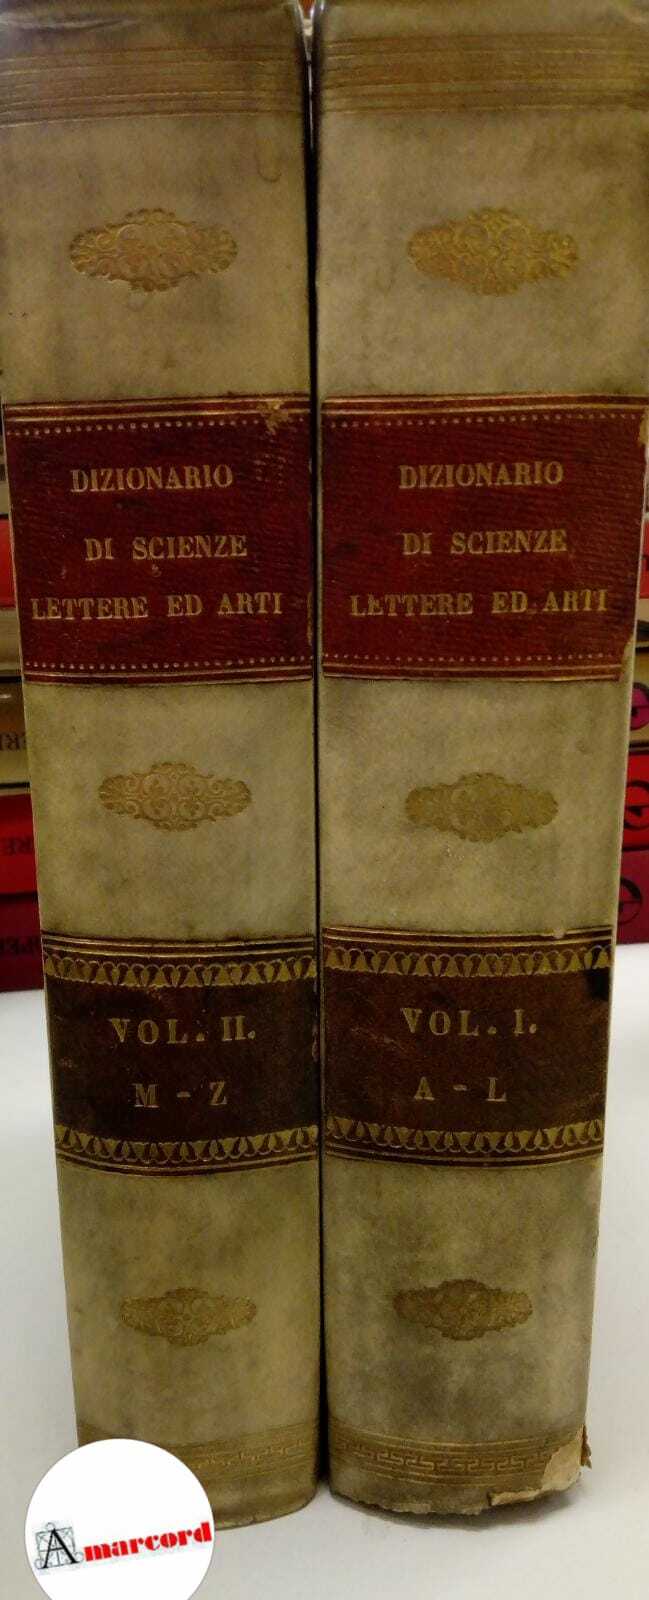 DIZIONARIO
DI SCIENZE
LETTERE ED ARTI
VOL. II.
M - Z
DIZIONARIO
DI SCIENZE
LETTERE ED ARTI
VOL. I.
A - L
Amarcord